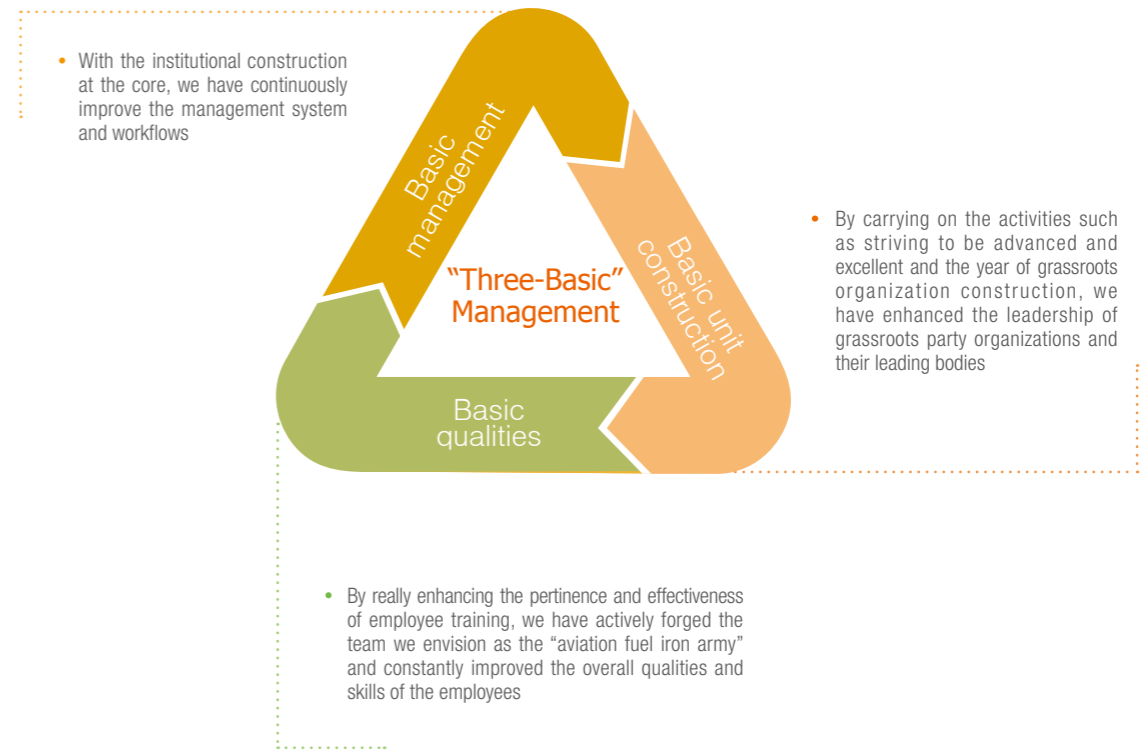 • With the institutional construction
at the core, we have continuously
improve the management system
and workflows
Basic
management
"Three-Basic"
Management
Basic unit
construction
• By carrying on the activities such
as striving to be advanced and
excellent and the year of grassroots
organization construction, we
have enhanced the leadership of
grassroots party organizations and
their leading bodies
Basic
qualities
• By really enhancing the pertinence and effectiveness
of employee training, we have actively forged the
team we envision as the “aviation fuel iron army”
and constantly improved the overall qualities and
skills of the employees